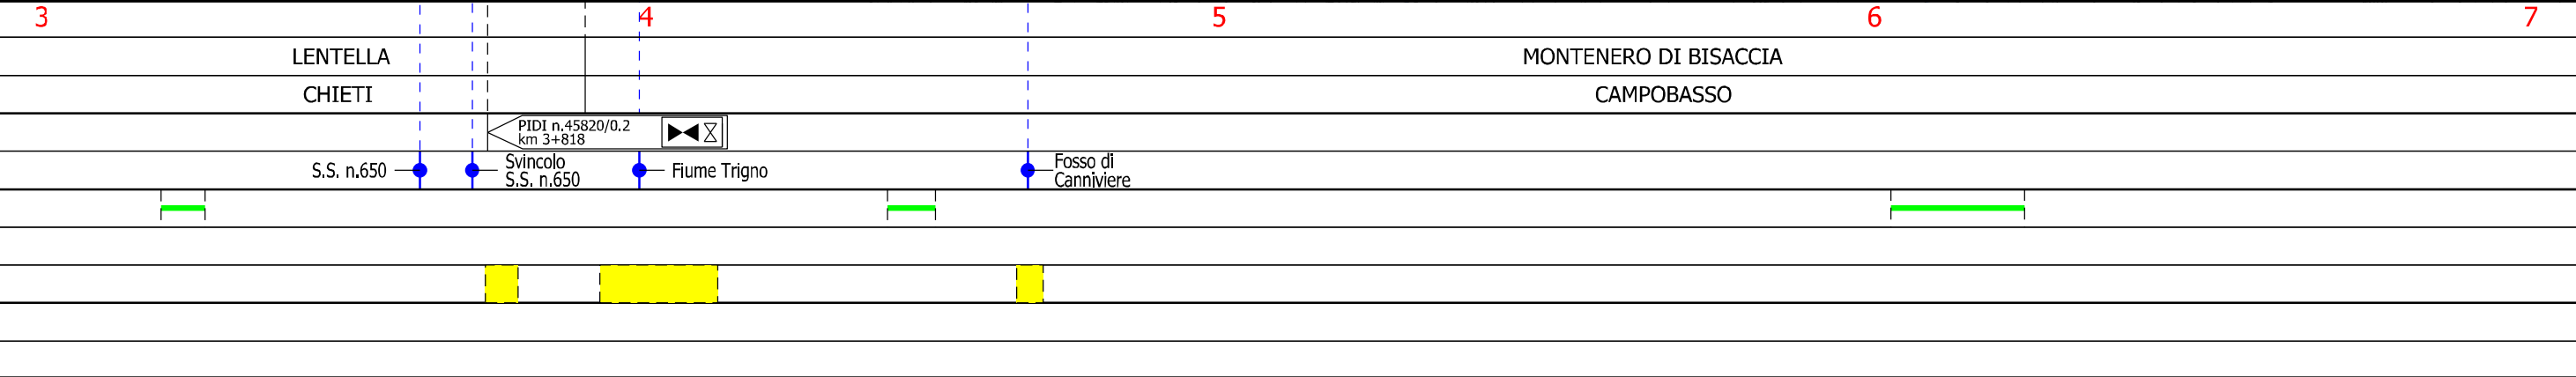 3 4 5 6 7
LENTELLA MONTENERO DI BISACCIA
CHIETI CAMPOBASSO
PIDI n.45820/0.2
km 3+818
S.S. n.650
Svincolo
S.S. n.650
Fiume Trigno
Fosso di
Canniviere